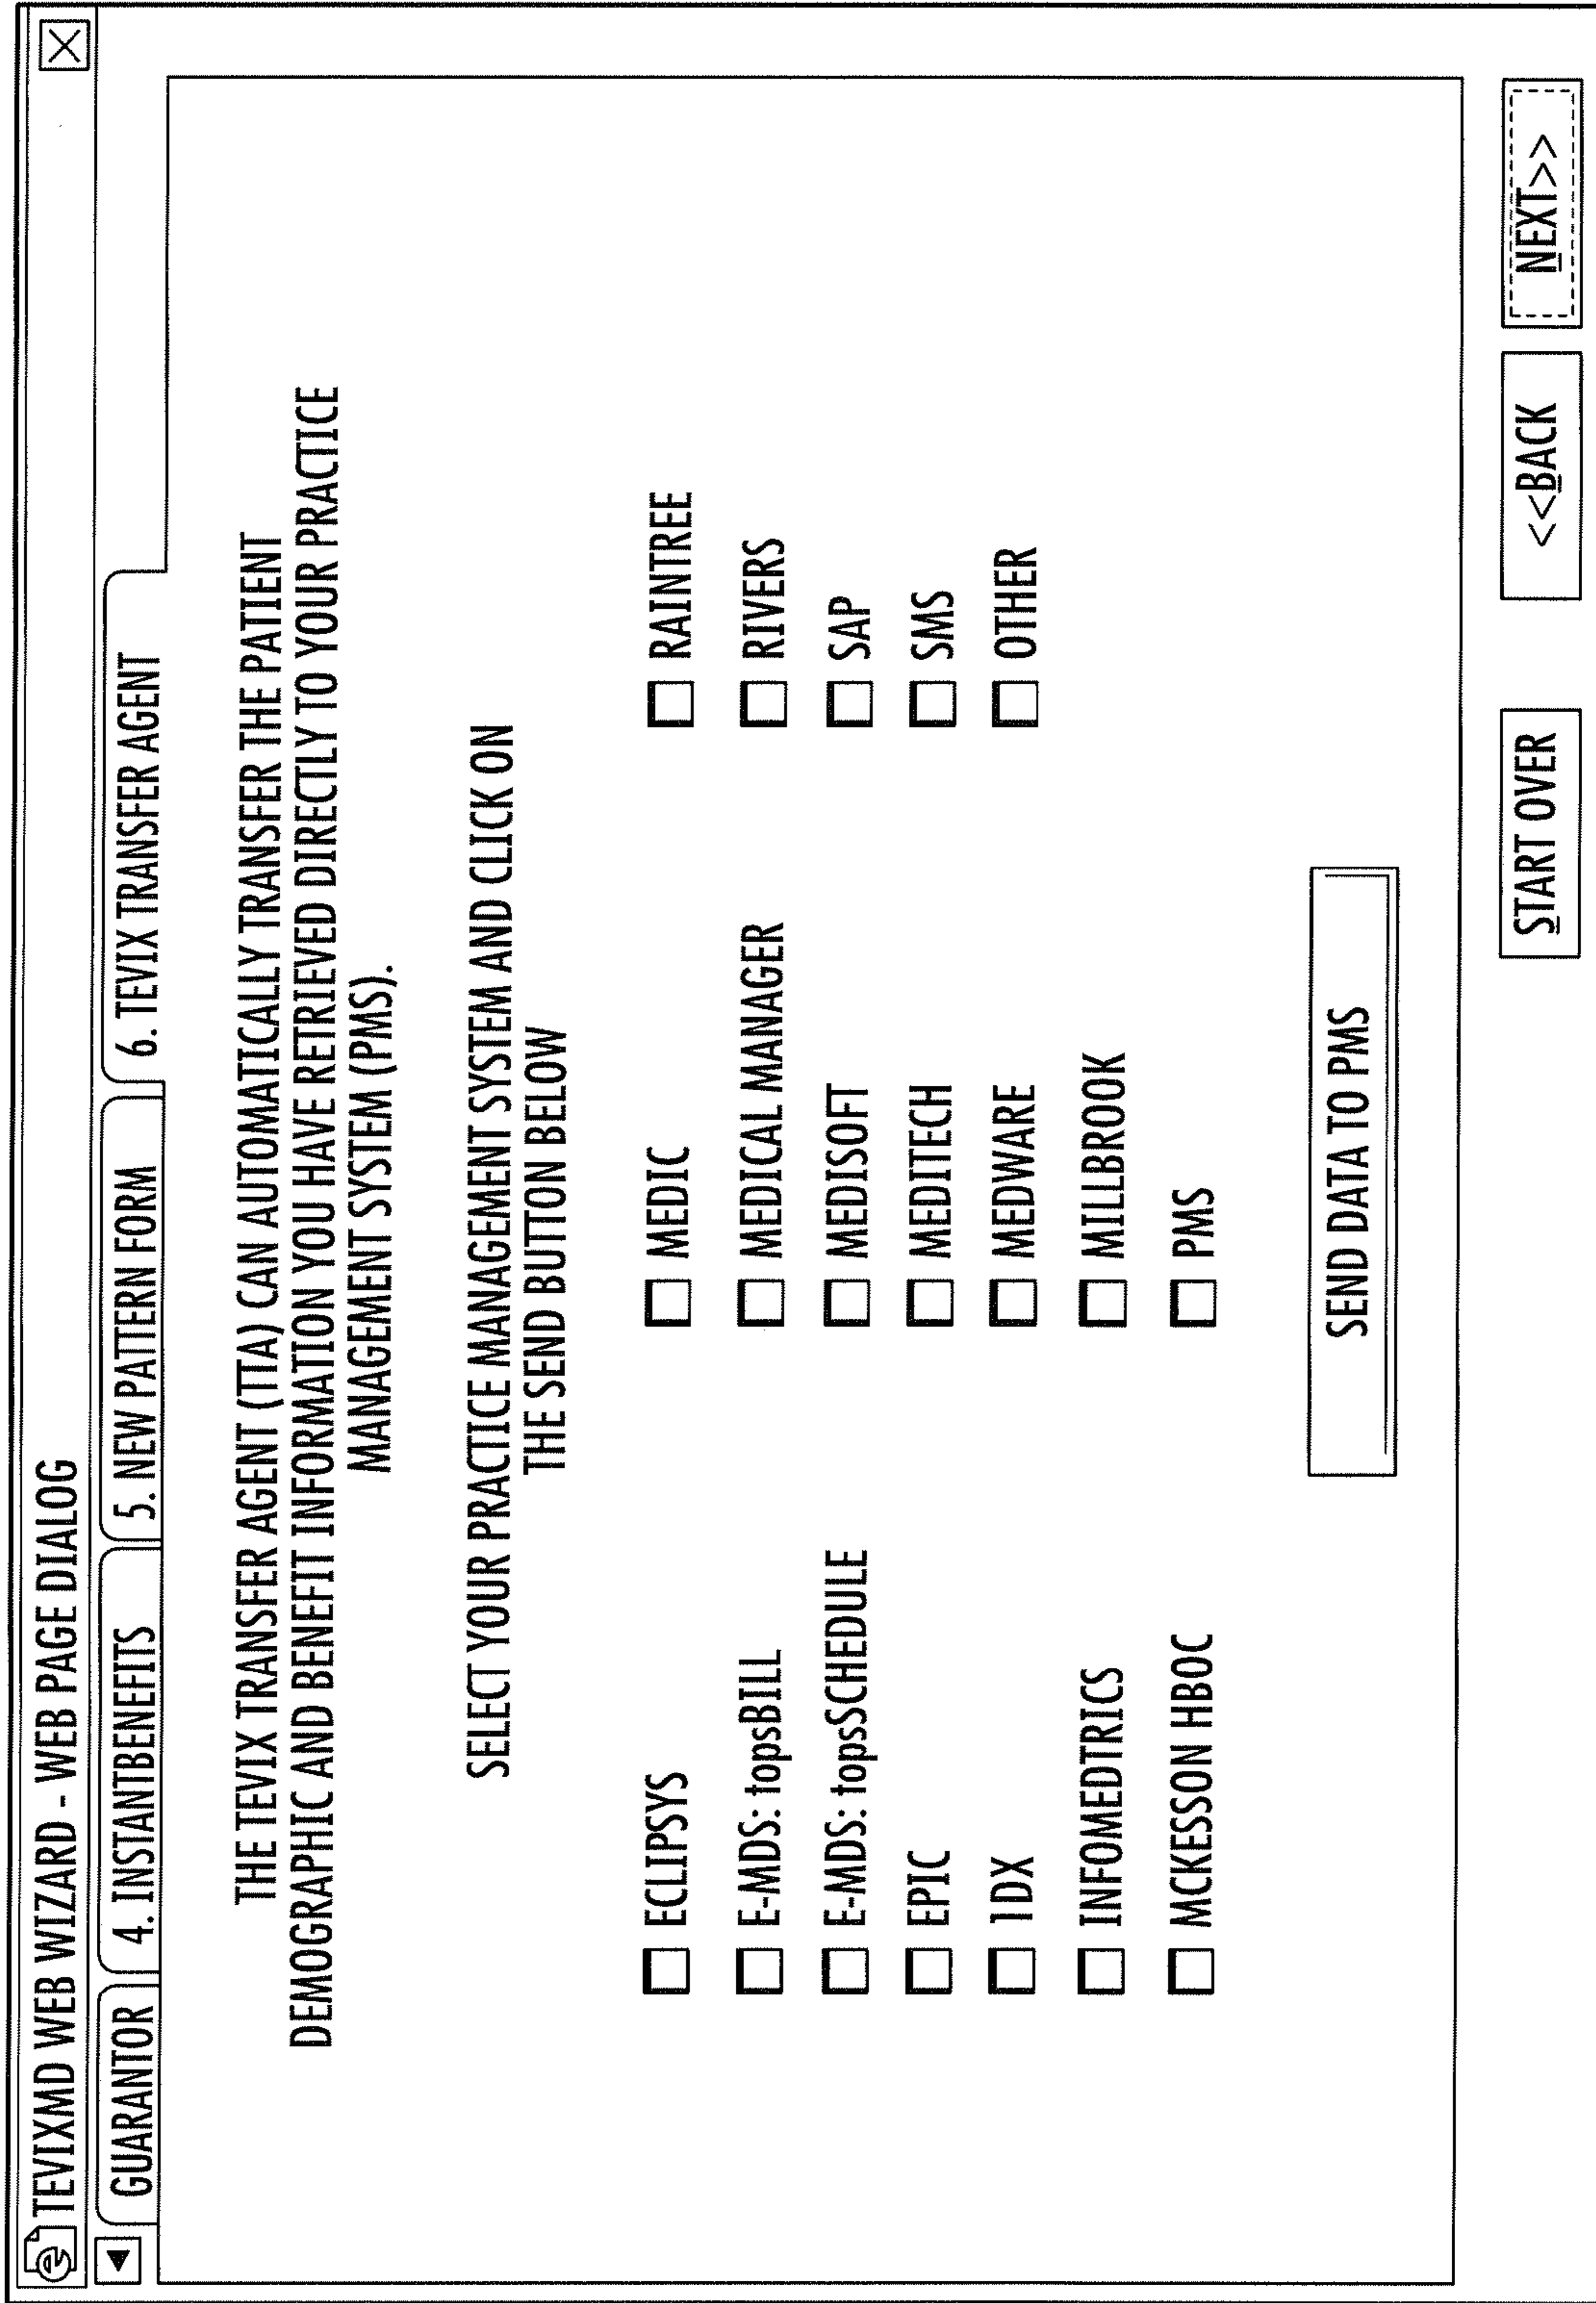 TEVIXMD WEB WIZARD - WEB PAGE DIALOG
GUARANTOR
4. INSTANTBENEFITS
5. NEW PATTERN FORM
6. TEVIX TRANSFER AGENT
THE TEVIX TRANSFER AGENT (TTA) CAN AUTOMATICALLY TRANSFER THE PATIENT
DEMOGRAPHIC AND BENEFIT INFORMATION YOU HAVE RETRIEVED DIRECTLY TO YOUR PRACTICE
MANAGEMENT SYSTEM (PMS).
SELECT YOUR PRACTICE MANAGEMENT SYSTEM AND CLICK ON
THE SEND BUTTON BELOW
ECLIPSYS
E-MDS: topsBILL
E-MDS: topsSCHEDULE
EPIC
1DX
INFOMEDTRICS
MCKESSON HBOC
MEDIC
MEDICAL MANAGER
MEDISOFT
MEDITECH
MEDWARE
MILLBROOK
PMS
RAINTREE
RIVERS
SAP
SMS
OTHER
SEND DATA TO PMS
START OVER
<<BACK
NEXT>>